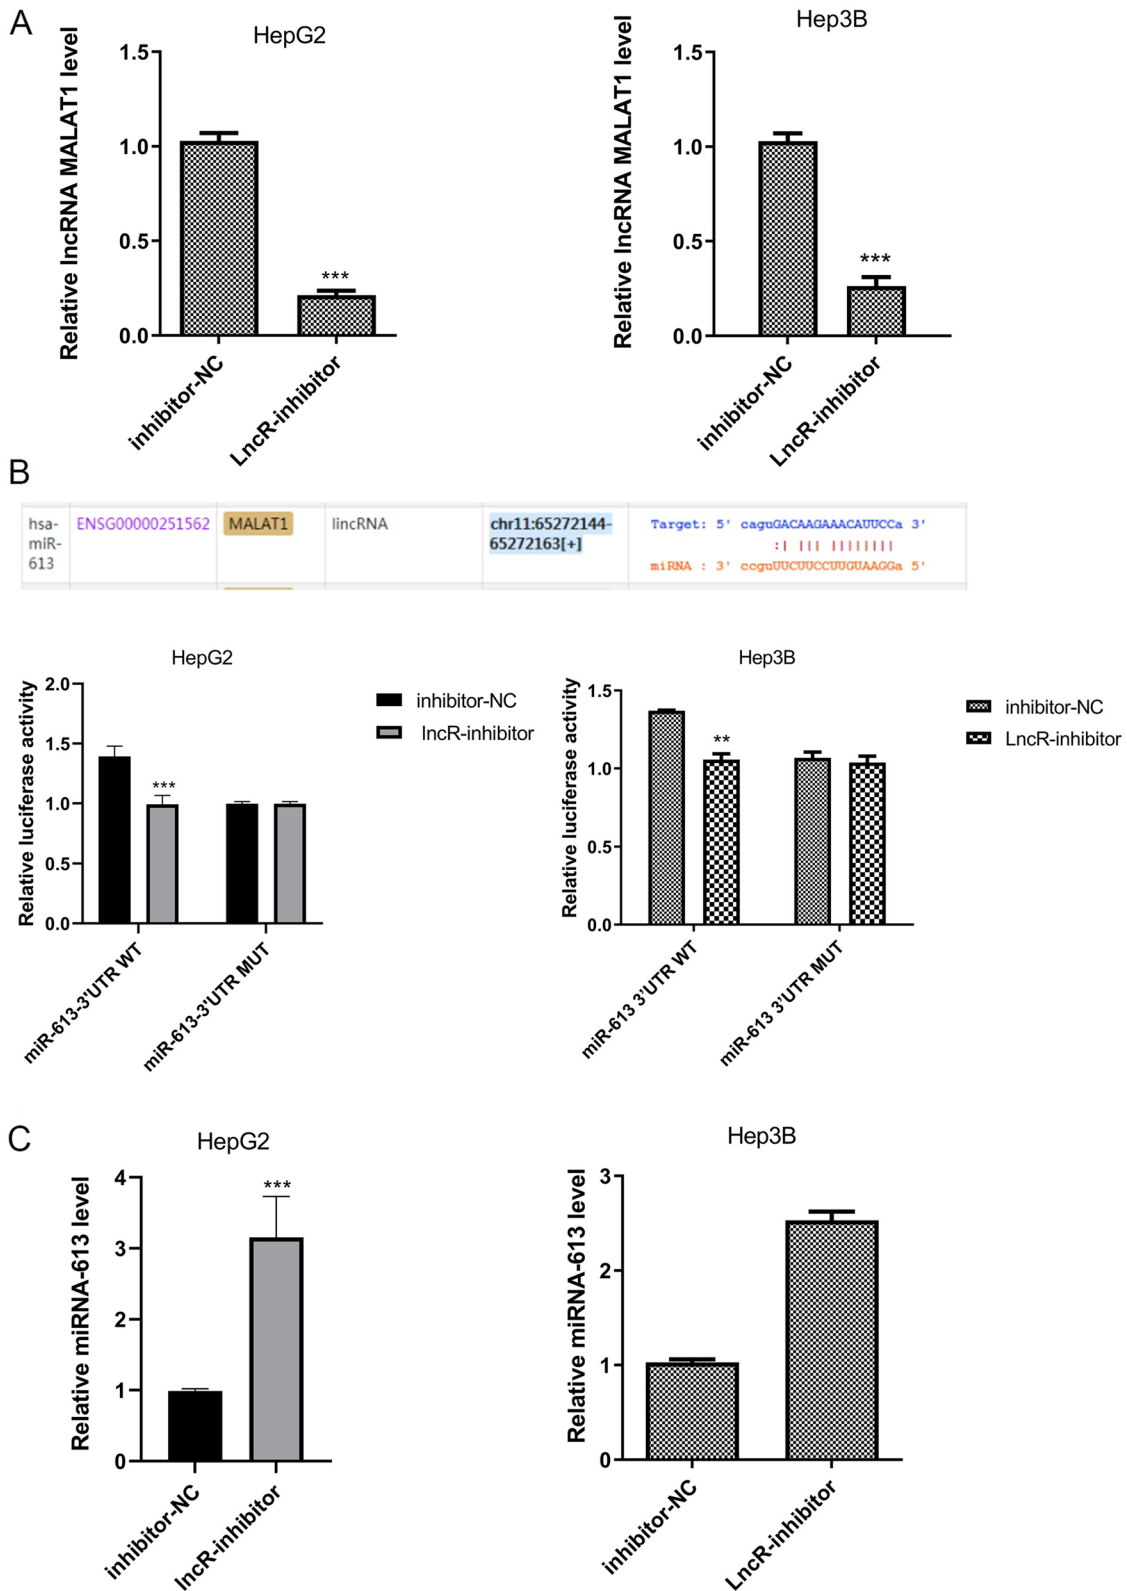 A
HepG2
Relative lncRNA MALAT1 level
1.5
1.0
0.5
0.0
***
inhibitor-NC
LncR-inhibitor
Hep3B
Relative lncRNA MALAT1 level
1.5
1.0
0.5
0.0
***
inhibitor-NC
LncR-inhibitor
B
hsa-
miR-
613
ENSG00000251562
MALAT1
lincRNA
chr11:65272144-
65272163[+]
Target: 5' caguGACAAGAAACAUUCCa 3'
:| ||| ||||||||
miRNA : 3' ccguUUCUUCCUUGUAAGGa 5'
HepG2
Relative luciferase activity
2.0
1.5
1.0
0.5
0.0
***
inhibitor-NC
lncR-inhibitor
miR-613-3'UTR WT
miR-613-3'UTR MUT
Hep3B
Relative luciferase activity
1.5
1.0
0.5
0.0
**
inhibitor-NC
LncR-inhibitor
miR-613 3’UTR WT
miR-613 3’UTR MUT
C
HepG2
Relative miRNA-613 level
4
3
2
1
0
***
inhibitor-NC
lncR-inhibitor
Hep3B
Relative miRNA-613 level
3
2
1
0
inhibitor-NC
LncR-inhibitor